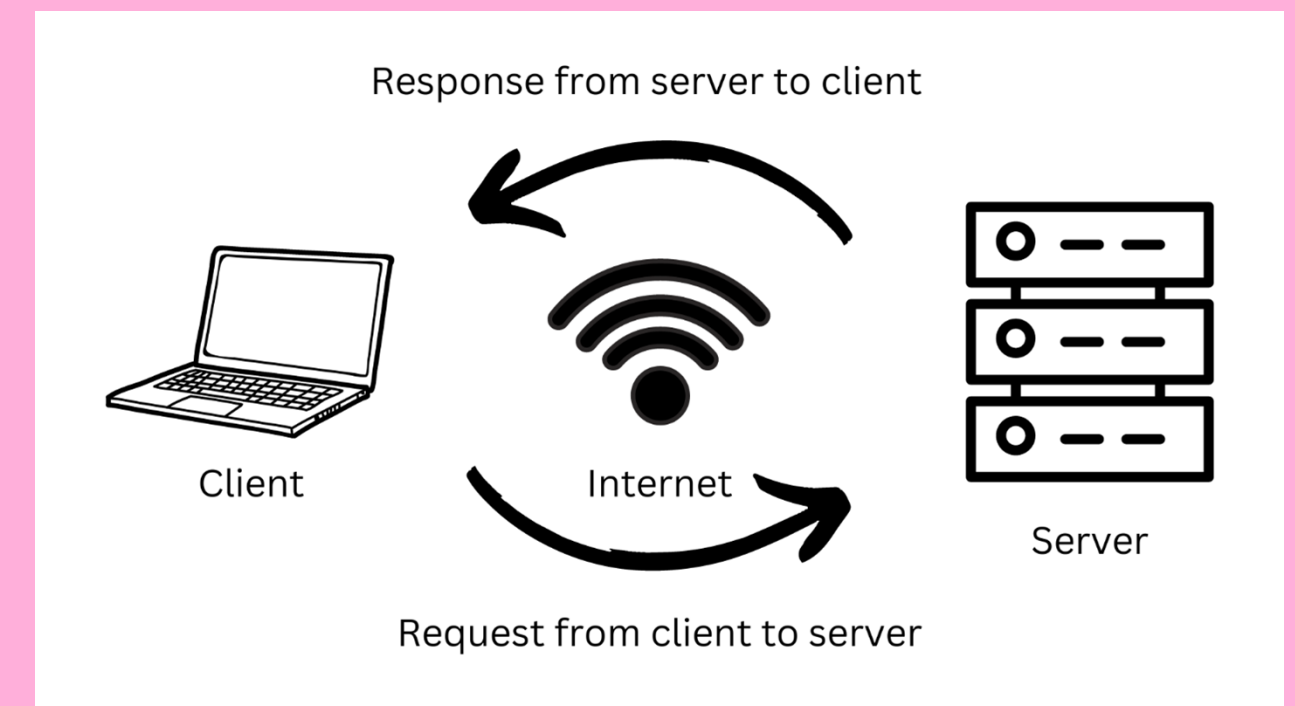 Response from server to client
Client
Internet
Server
Request from client to server